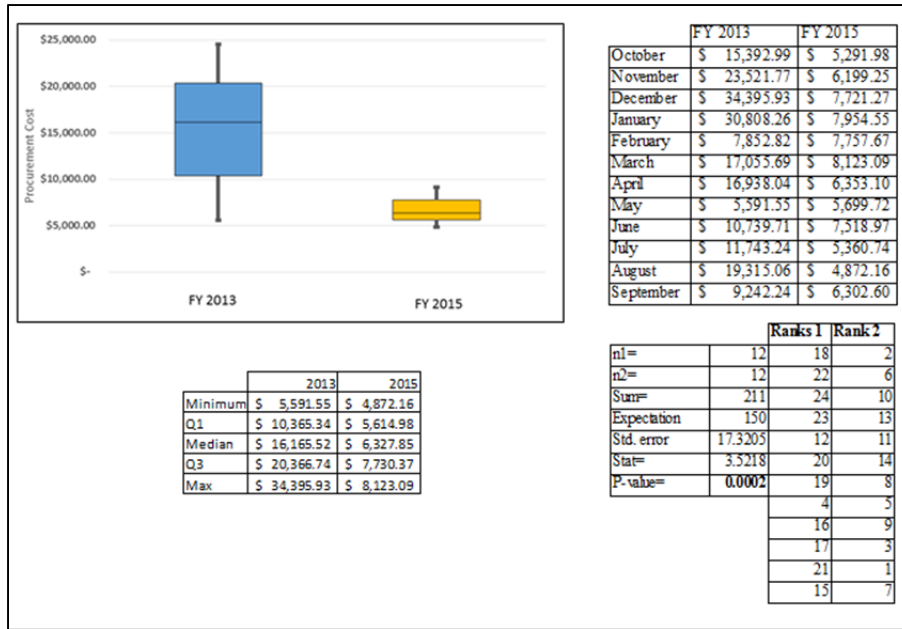 $25,000.00
$20,000.00
$15,000.00
$10,000.00
$5,000.00
$-
Procurement Cost
FY 2013
FY 2015
FY 2013 FY 2015
October $ 15,392.99 $ 5,291.98
November $ 23,521.77 $ 6,199.25
December $ 34,395.93 $ 7,721.27
January $ 30,808.26 $ 7,954.55
February $ 7,852.82 $ 7,757.67
March $ 17,055.69 $ 8,123.09
April $ 16,938.04 $ 6,353.10
May $ 5,591.55 $ 5,699.72
June $ 10,739.71 $ 7,518.97
July $ 11,743.24 $ 5,360.74
August $ 19,315.06 $ 4,872.16
September $ 9,242.24 $ 6,302.60
2013 2015
Minimum $ 5,591.55 $ 4,872.16
Q1 $ 10,365.34 $ 5,614.98
Median $ 16,165.52 $ 6,327.85
Q3 $ 20,366.74 $ 7,730.37
Max $ 34,395.93 $ 8,123.09
Ranks 1 Rank 2
n1= 12 18 2
n2= 12 22 6
Sum= 211 24 10
Expectation 150 23 13
Std. error 17.3205 12 11
Stat= 3.5218 20 14
P-value= 0.0002 19 8
4 5
16 9
17 3
21 1
15 7